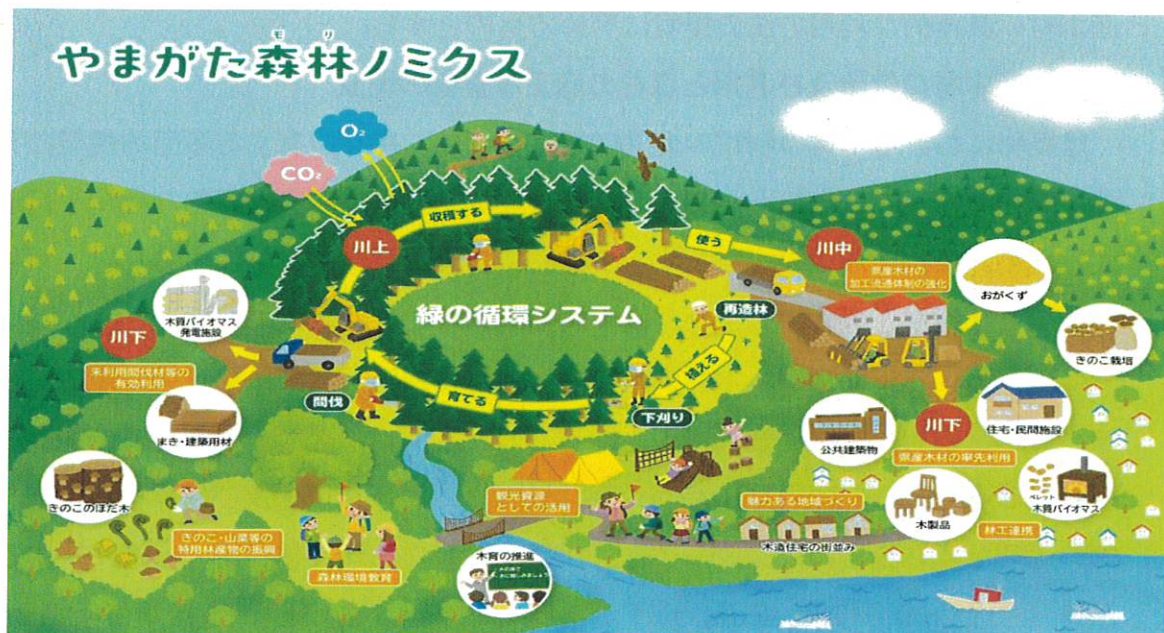 モリ
やまがた森林ノミクス
O₂
CO₂
川上
収穫する
使う
川中
県産木材の
加工流通体制の強化
おがくず
きのこ栽培
木質バイオマス
発電施設
川下
未利用間伐材等の
有効利用
まき・建築用材
緑の循環システム
再造林
植える
下刈り
育てる
間伐
公共建築物
川下
住宅・民間施設
県産木材の率先利用
木製品
ペレット
木質バイオマス
林工連携
きのこのほだ木
きのこ・山菜等の
特用林産物の振興
森林環境教育
観光資源
としての活用
魅力ある地域づくり
木造住宅の街並み
木育の推進